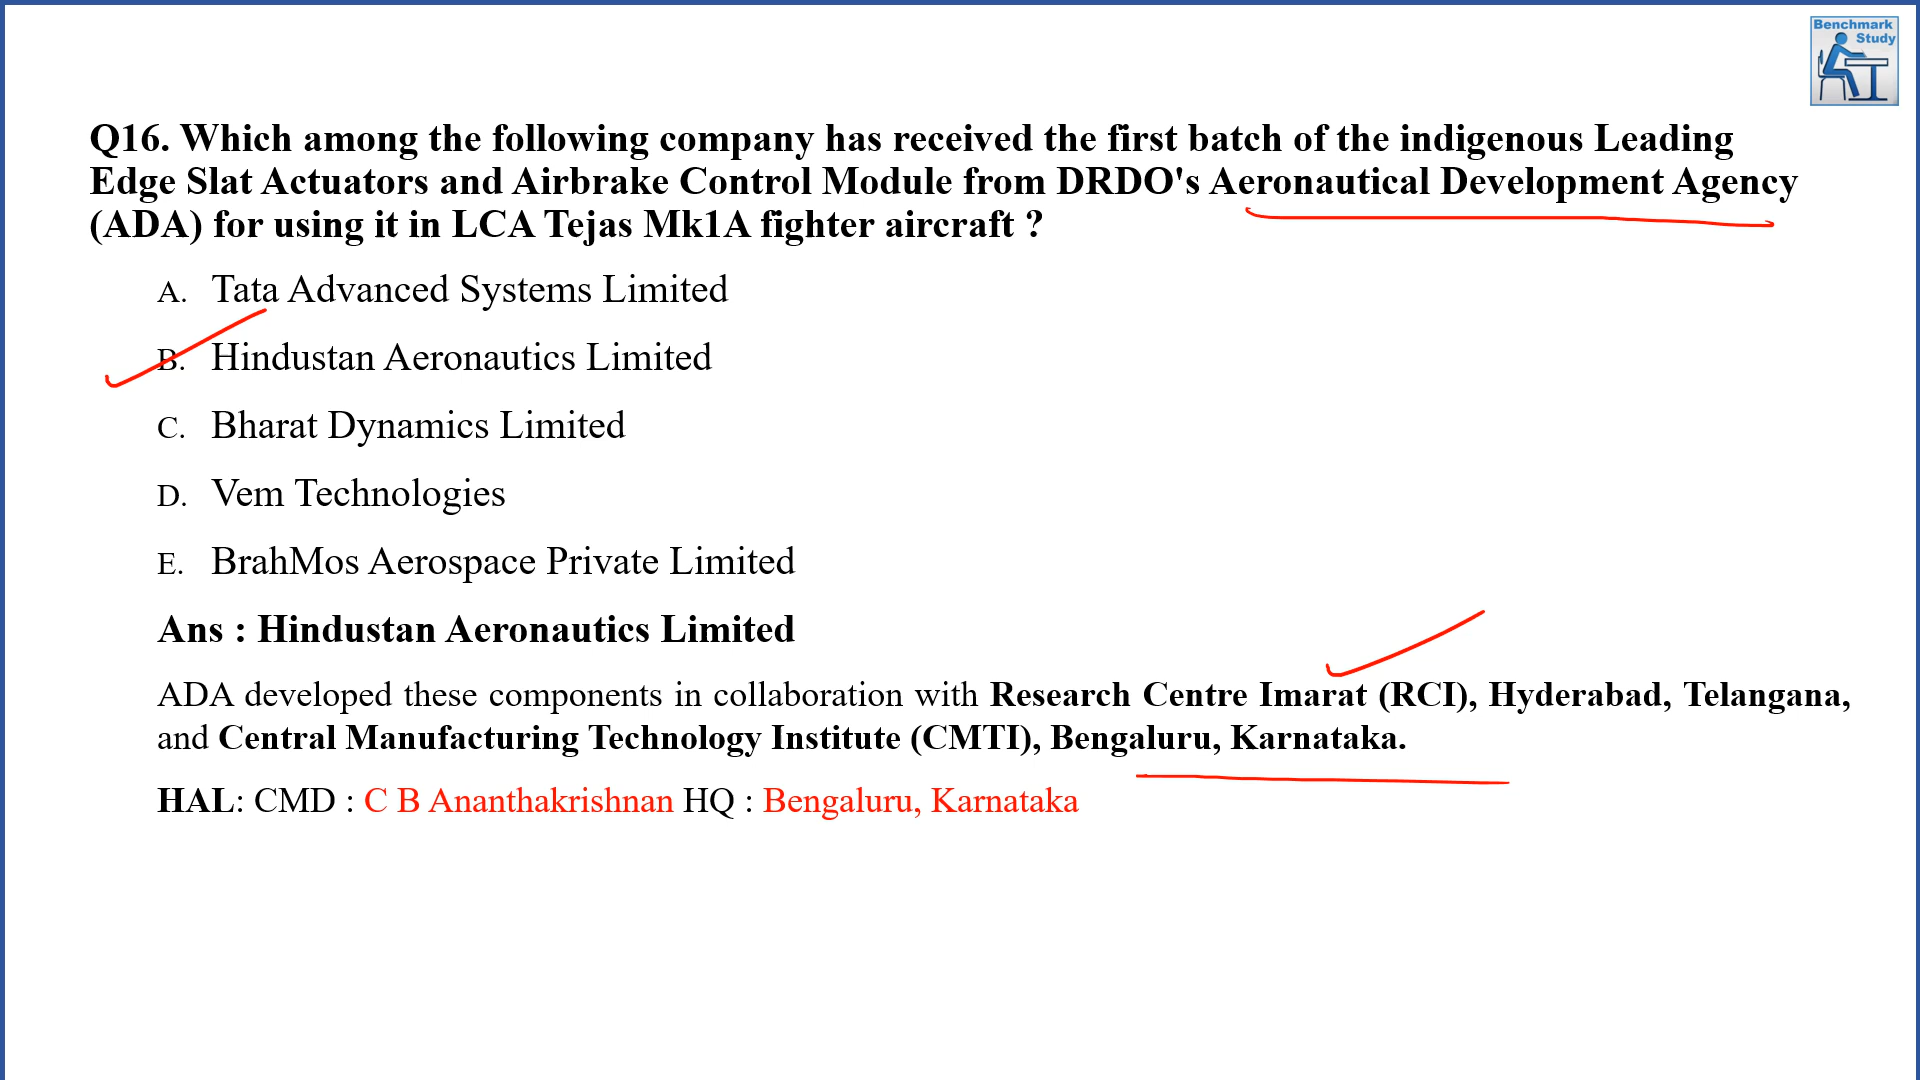 Benchmark
Study
Q16. Which among the following company has received the first batch of the indigenous Leading
Edge Slat Actuators and Airbrake Control Module from DRDO's Aeronautical Development Agency
(ADA) for using it in LCA Tejas Mk1A fighter aircraft ?
A. Tata Advanced Systems Limited
B. Hindustan Aeronautics Limited
C. Bharat Dynamics Limited
D. Vem Technologies
E. BrahMos Aerospace Private Limited
Ans : Hindustan Aeronautics Limited
ADA developed these components in collaboration with Research Centre Imarat (RCI), Hyderabad, Telangana,
and Central Manufacturing Technology Institute (CMTI), Bengaluru, Karnataka.
HAL: CMD : C B Ananthakrishnan HQ : Bengaluru, Karnataka